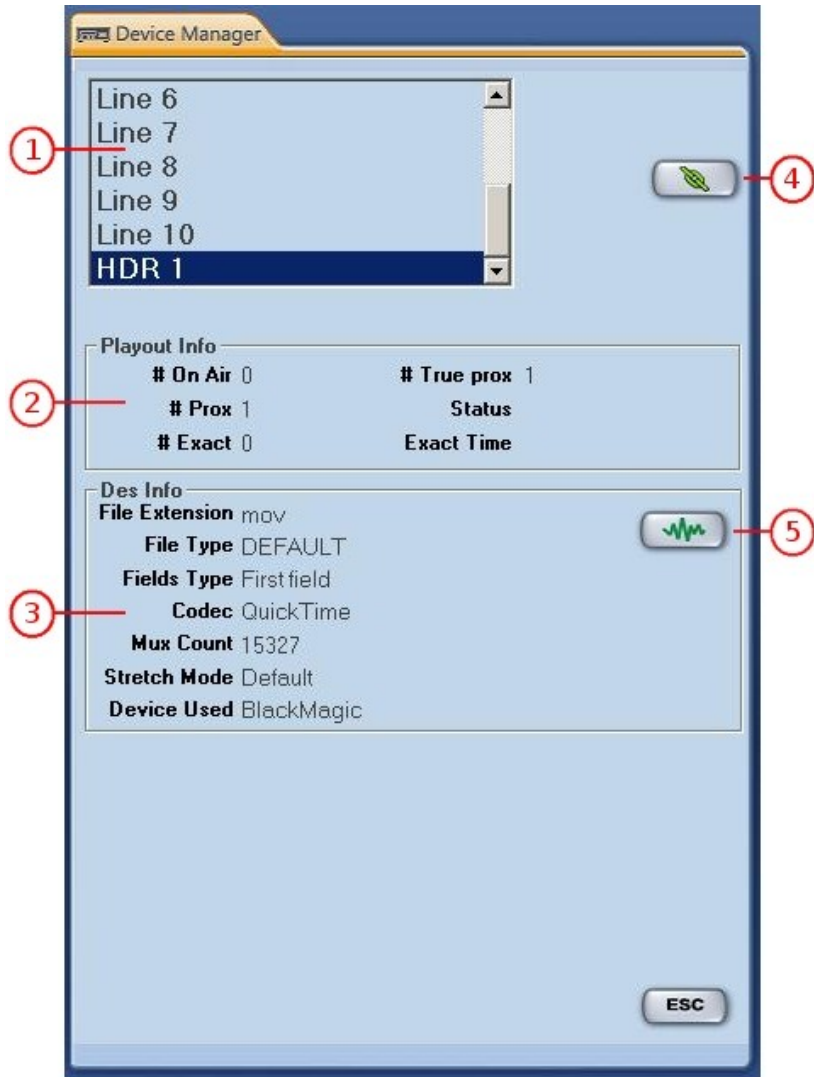 Device Manager
Line 6
Line 7
Line 8
Line 9
Line 10
HDR 1
1
4
Playout Info
# On Air 0 # True prox 1
# Prox 1 Status
# Exact 0 Exact Time
2
Des Info
File Extension mov
File Type DEFAULT
Fields Type First field
Codec QuickTime
Mux Count 15327
Stretch Mode Default
Device Used BlackMagic
5
3
ESC